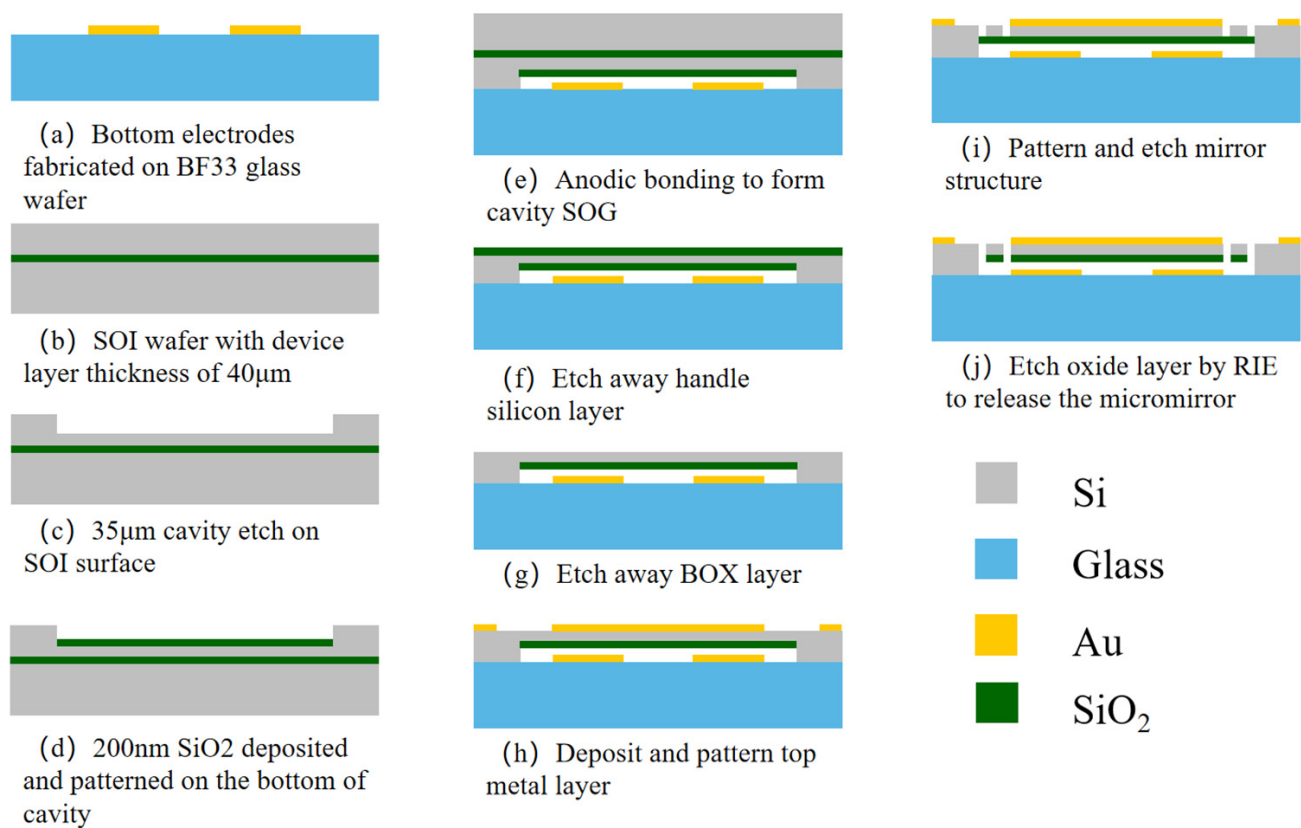 (a) Bottom electrodes
fabricated on BF33 glass
wafer
(b) SOI wafer with device
layer thickness of 40μm
(c) 35μm cavity etch on
SOI surface
(d) 200nm SiO2 deposited
and patterned on the bottom of
cavity
(e) Anodic bonding to form
cavity SOG
(f) Etch away handle
silicon layer
(g) Etch away BOX layer
(h) Deposit and pattern top
metal layer
(i) Pattern and etch mirror
structure
(j) Etch oxide layer by RIE
to release the micromirror
Si
Glass
Au
SiO₂